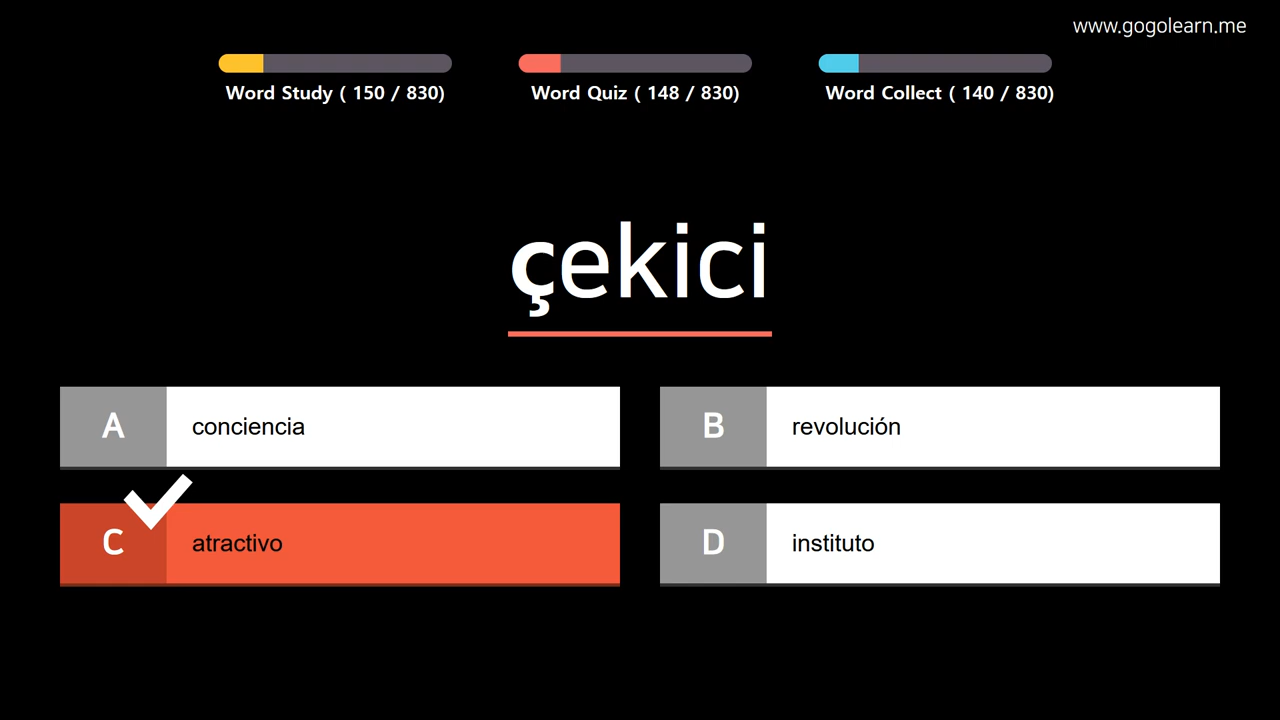 www.gogolearn.me
Word Study ( 150 / 830)
Word Quiz ( 148 / 830)
Word Collect ( 140 / 830)
çekici
A conciencia
B revolución
C atractivo
D instituto